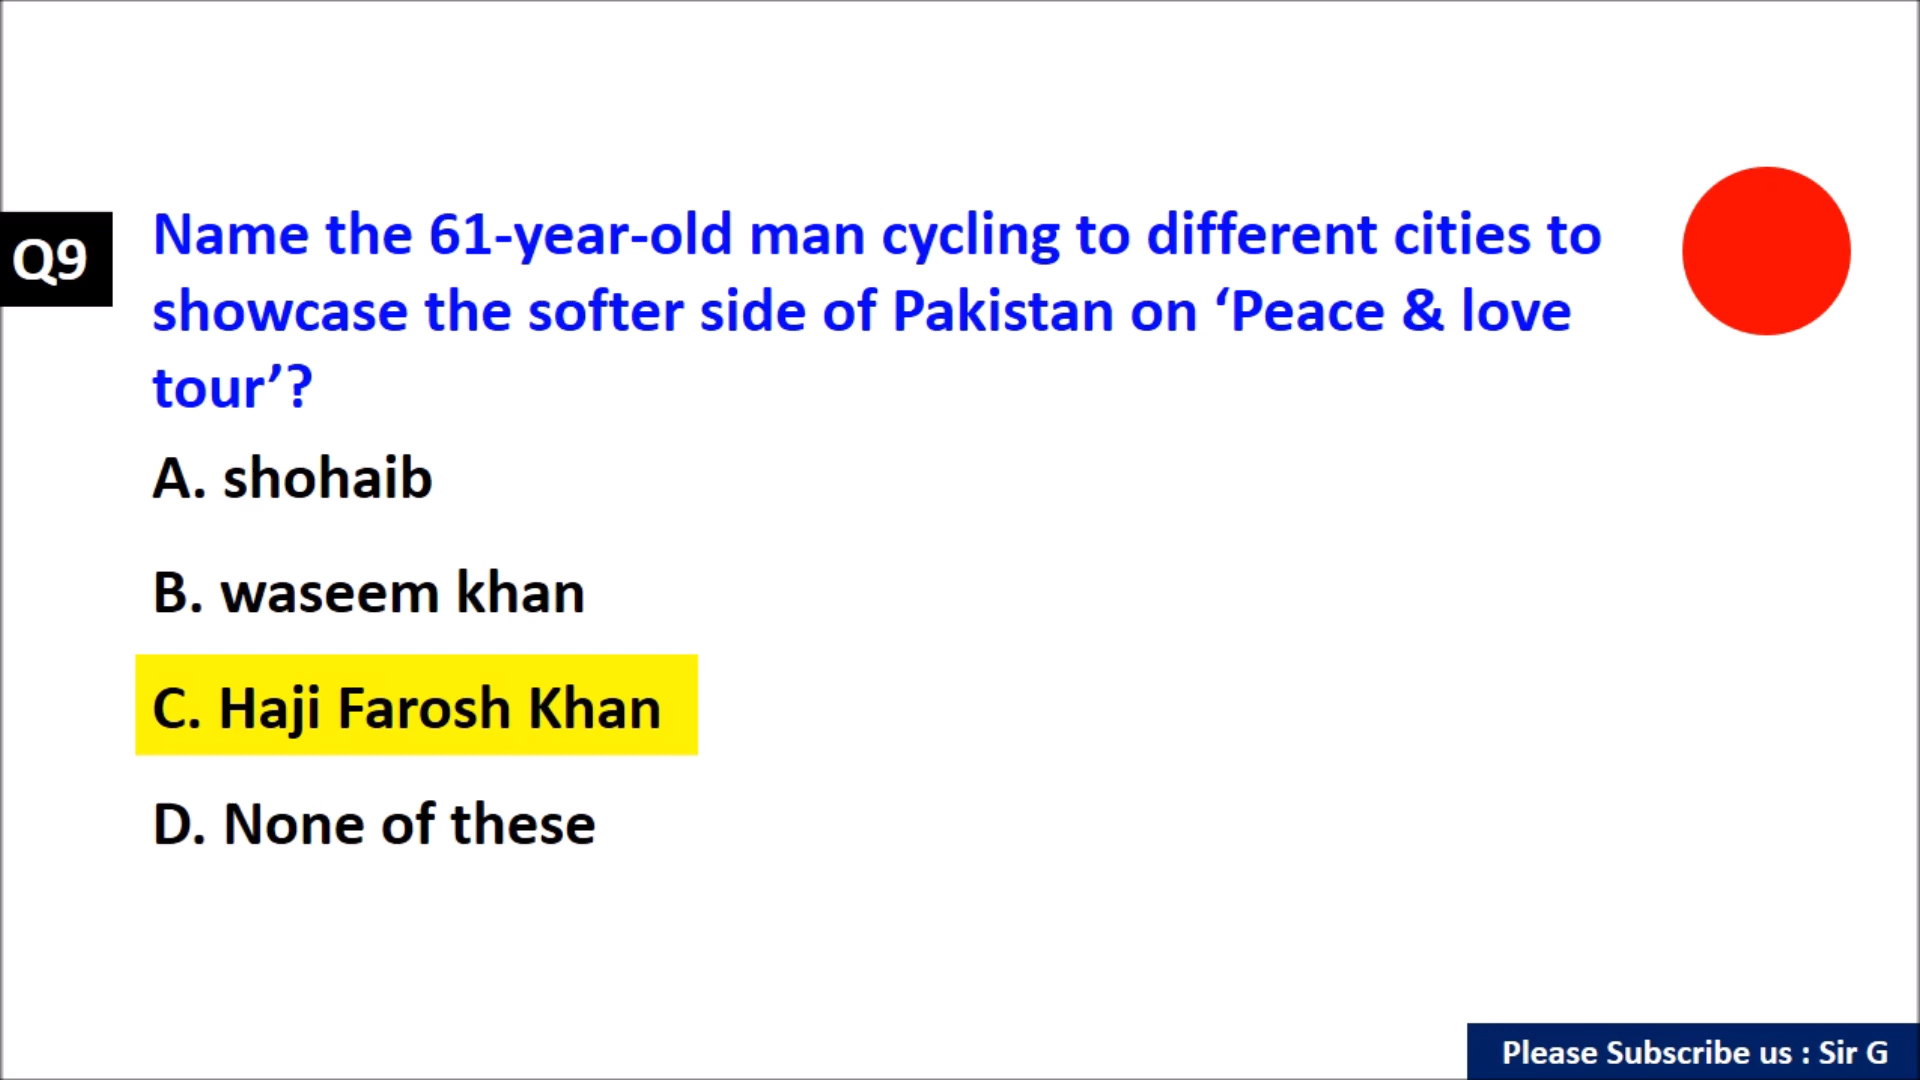 Q9
Name the 61-year-old man cycling to different cities to
showcase the softer side of Pakistan on ‘Peace & love
tour’?
A. shohaib
B. waseem khan
C. Haji Farosh Khan
D. None of these
Please Subscribe us : Sir G